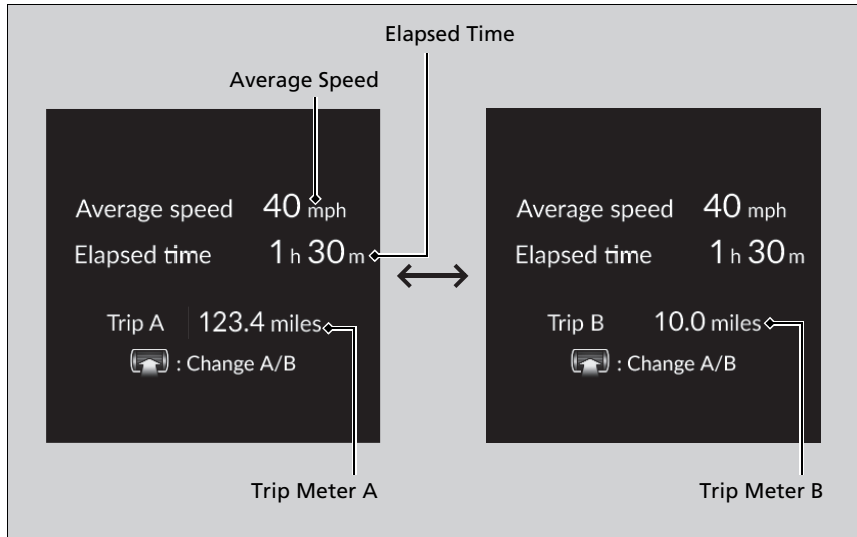 Elapsed Time
Average Speed
Average speed 40 mph
Elapsed time 1 h 30 m
Trip A 123.4 miles
: Change A/B
Average speed 40 mph
Elapsed time 1 h 30 m
Trip B 10.0 miles
: Change A/B
Trip Meter A
Trip Meter B